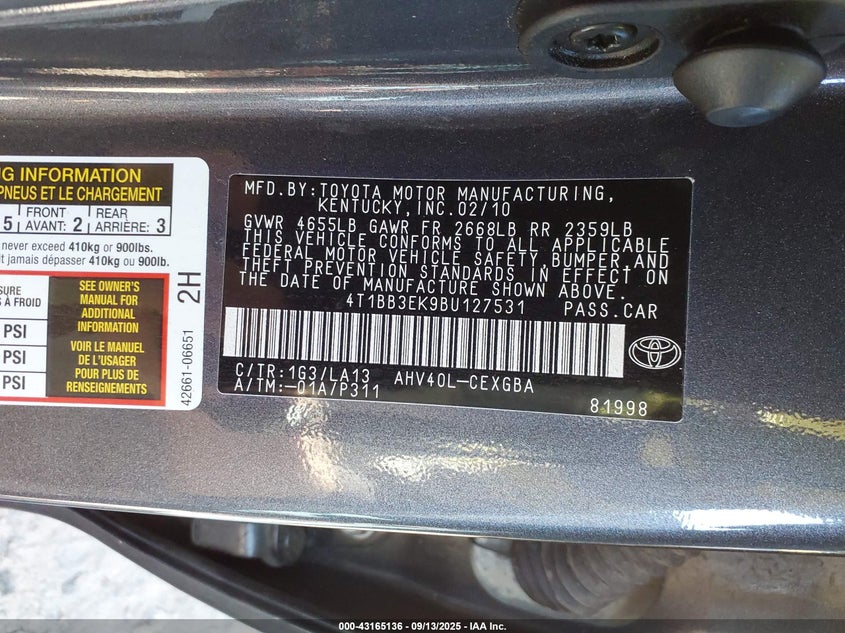 NG INFORMATION
PNEUS ET LE CHARGEMENT
5 FRONT AVANT: 2 REAR ARRIÈRE: 3
never exceed 410kg or 900lbs.
it jamais dépasser 410kg ou 900lb.
SURE
S À FROID
PSI
PSI
PSI
SEE OWNER'S
MANUAL FOR
ADDITIONAL
INFORMATION
VOIR LE MANUEL
DE L'USAGER
POUR PLUS DE
RENSEIGNEMENTS
2H
42661-06651
MFD.BY:TOYOTA MOTOR MANUFACTURING,
KENTUCKY,INC.02/10
GVWR 4655LB GAWR FR 2668LB RR 2359LB
THIS VEHICLE CONFORMS TO ALL APPLICABLE
FEDERAL MOTOR VEHICLE SAFETY,BUMPER,AND
THEFT PREVENTION STANDARDS IN EFFECT ON
THE DATE OF MANUFACTURE SHOWN ABOVE.
4T1BB3EK9BU127531 PASS.CAR
C/TR:1G3/LA13 AHV40L-CEXGBA
A/TM:-01A/P311
81998
000-43165136 - 09/13/2025 - IAA Inc.